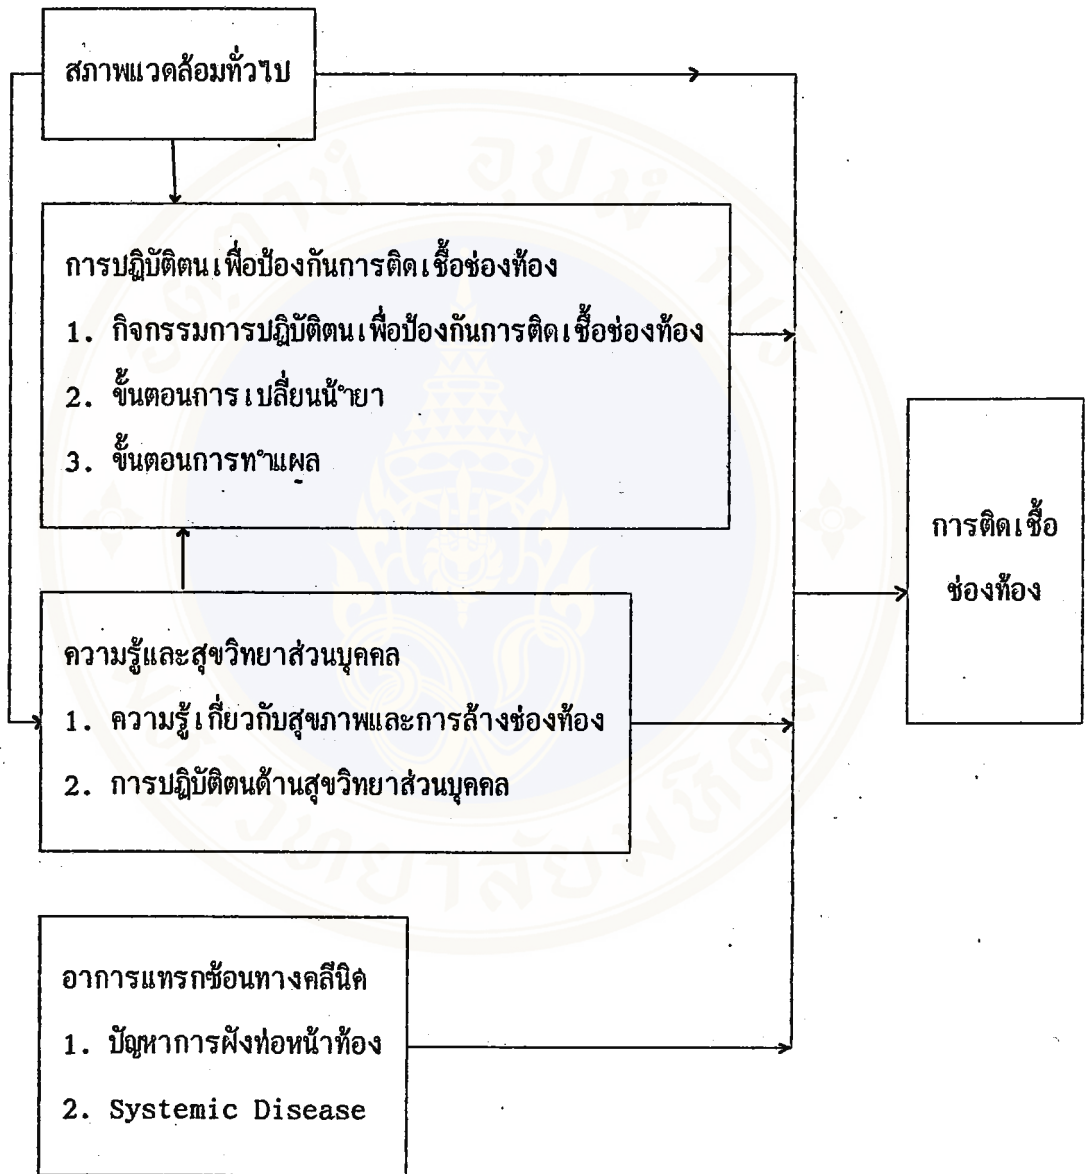 สภาพแวดล้อมทั่วไป
การปฏิบัติตนเพื่อป้องกันการติดเชื้อช่องท้อง
1. กิจกรรมการปฏิบัติตนเพื่อป้องกันการติดเชื้อช่องท้อง
2. ขั้นตอนการเปลี่ยนน้ำยา
3. ขั้นตอนการทำแผล
การติดเชื้อ
ช่องท้อง
ความรู้และสุขวิทยาส่วนบุคคล
1. ความรู้เกี่ยวกับสุขภาพและการล้างช่องท้อง
2. การปฏิบัติตนด้านสุขวิทยาส่วนบุคคล
อาการแทรกซ้อนทางคลีนิค
1. ปัญหาการฝังท่อหน้าท้อง
2. Systemic Disease
มหาวิทยาลัยมหิดล